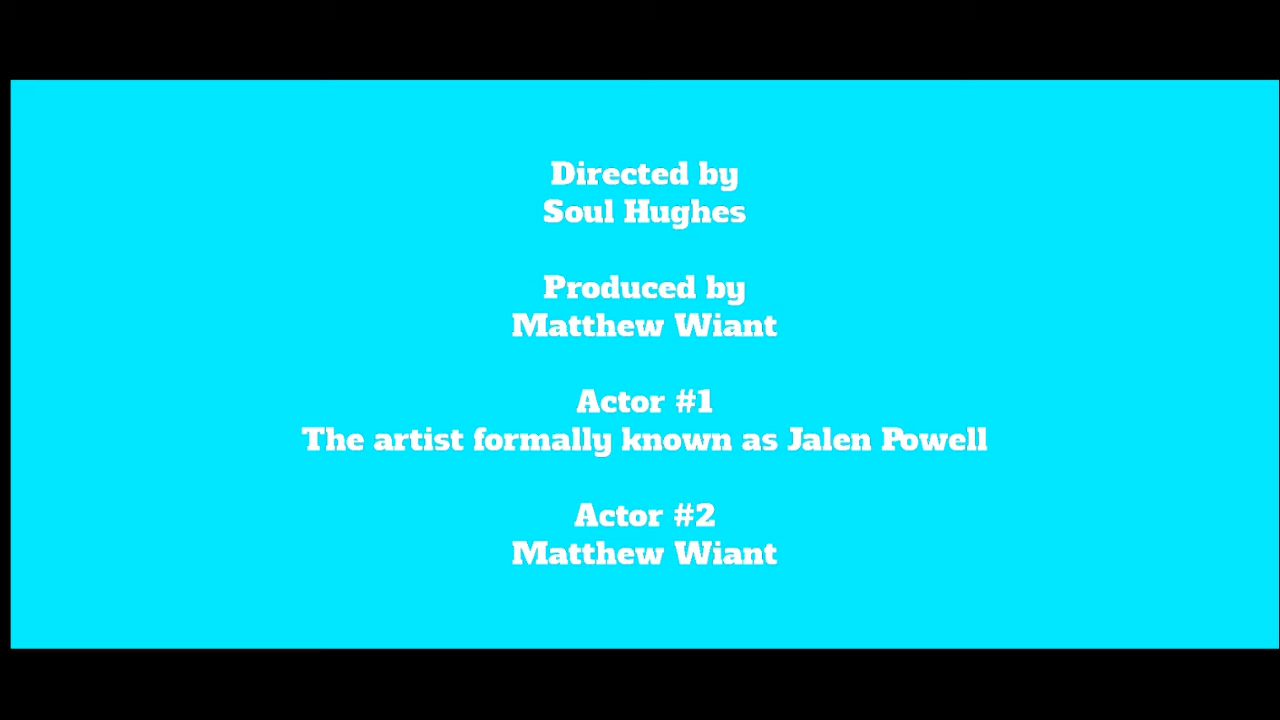 Directed by
Soul Hughes
Produced by
Matthew Wiant
Actor #1
The artist formally known as Jalen Powell
Actor #2
Matthew Wiant